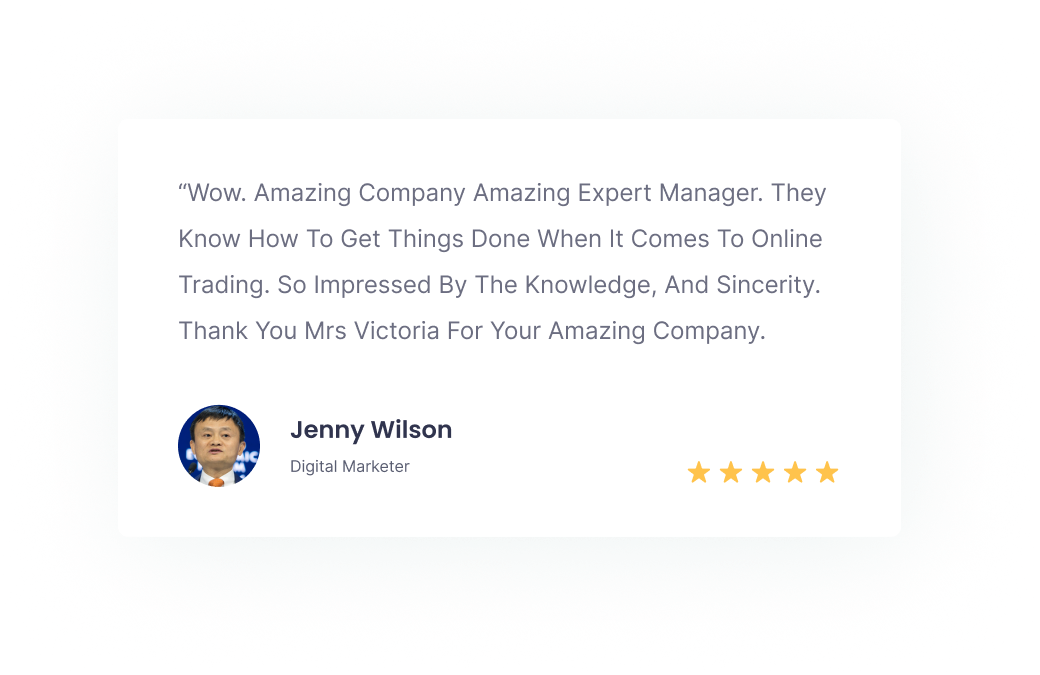 “Wow. Amazing Company Amazing Expert Manager. They
Know How To Get Things Done When It Comes To Online
Trading. So Impressed By The Knowledge, And Sincerity.
Thank You Mrs Victoria For Your Amazing Company.
Jenny Wilson
Digital Marketer